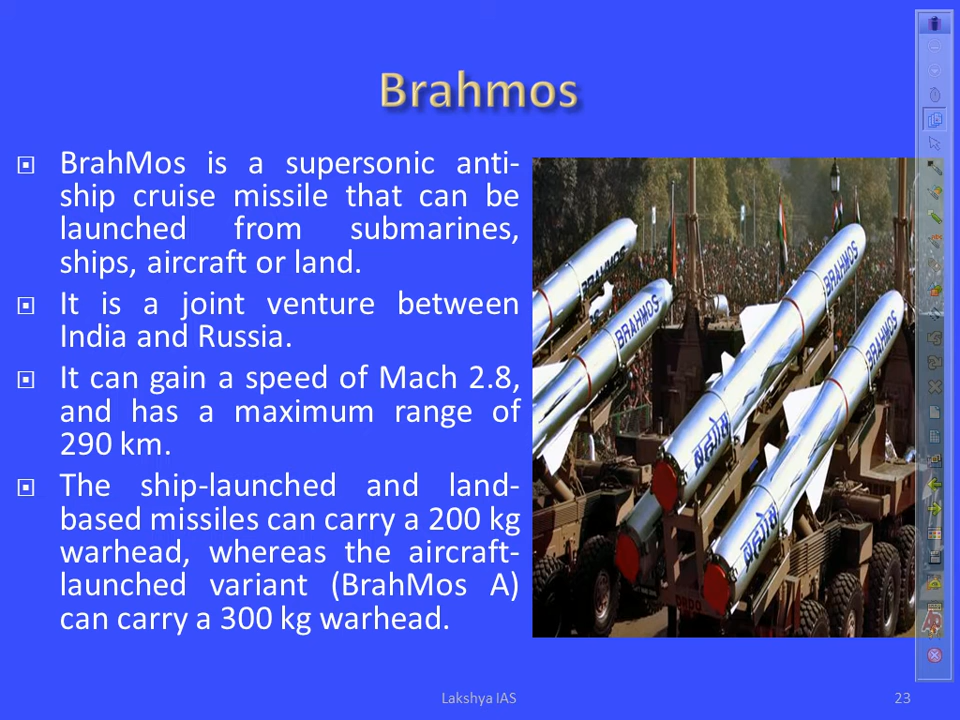 Brahmos
BrahMos is a supersonic anti-
ship cruise missile that can be
launched from submarines,
ships, aircraft or land.
It is a joint venture between
India and Russia.
It can gain a speed of Mach 2.8,
and has a maximum range of
290 km.
The ship-launched and land-
based missiles can carry a 200 kg
warhead, whereas the aircraft-
launched variant (BrahMos A)
can carry a 300 kg warhead.
BRAHMOS
BRAHMOS
BRAHMOS
BRAHMOS
ब्रह्मोस
ब्रह्मोस
DRDO
Lakshya IAS
23